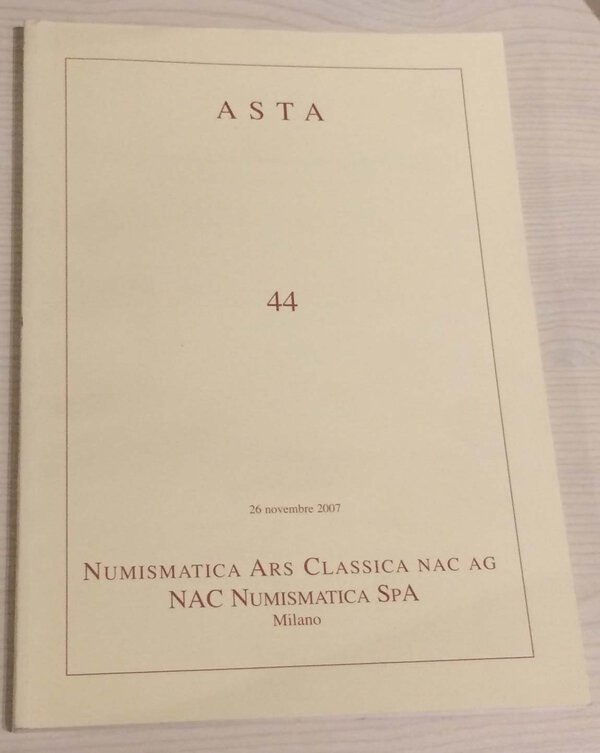 ASTA
44
26 novembre 2007
NUMISMATICA ARS CLASSICA NAC AG
NAC NUMISMATICA SPA
Milano